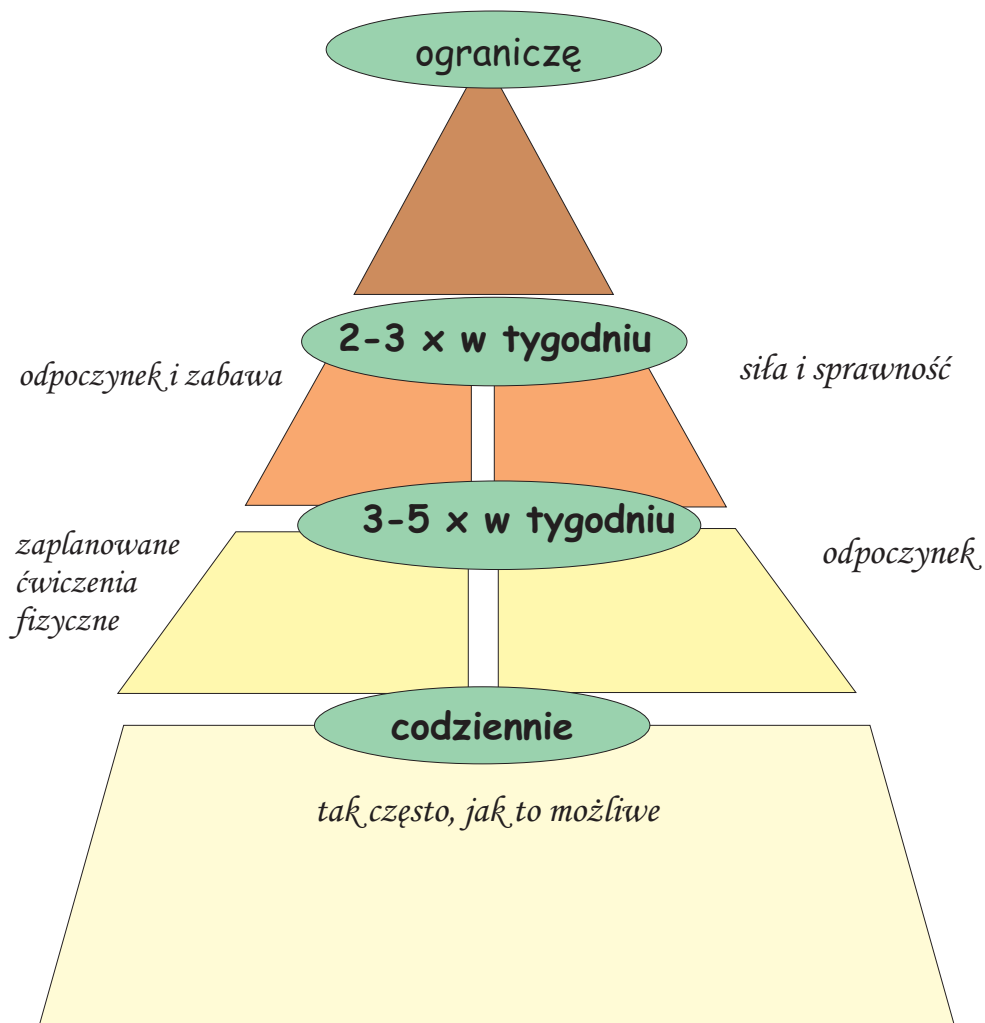 ograniczę
2-3 x w tygodniu
odpoczynek i zabawa
siła i sprawność
3-5 x w tygodniu
zaplanowane
ćwiczenia
fizyczne
odpoczynek
codziennie
tak często, jak to możliwe